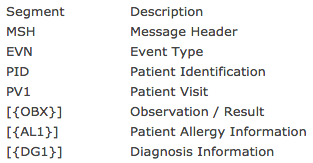 Segment Description
MSH Message Header
EVN Event Type
PID Patient Identification
PV1 Patient Visit
[{OBX}] Observation / Result
[{AL1}] Patient Allergy Information
[{DG1}] Diagnosis Information